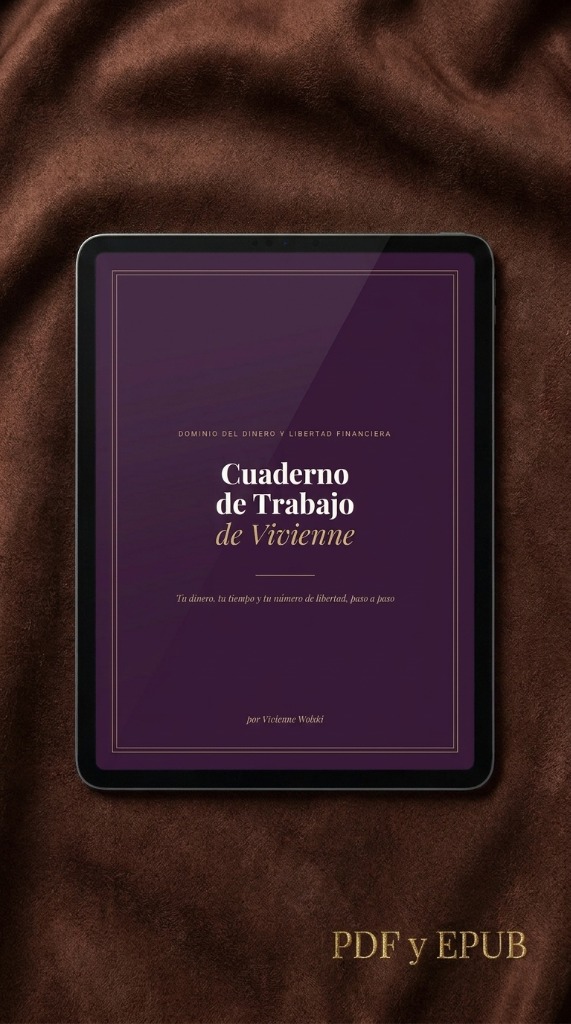 DOMINIO DEL DINERO Y LIBERTAD FINANCIERA
Cuaderno
de Trabajo
de Vivienne
Tu dinero, tu tiempo y tu número de libertad, paso a paso
por Vivienne Wolski
PDF y EPUB